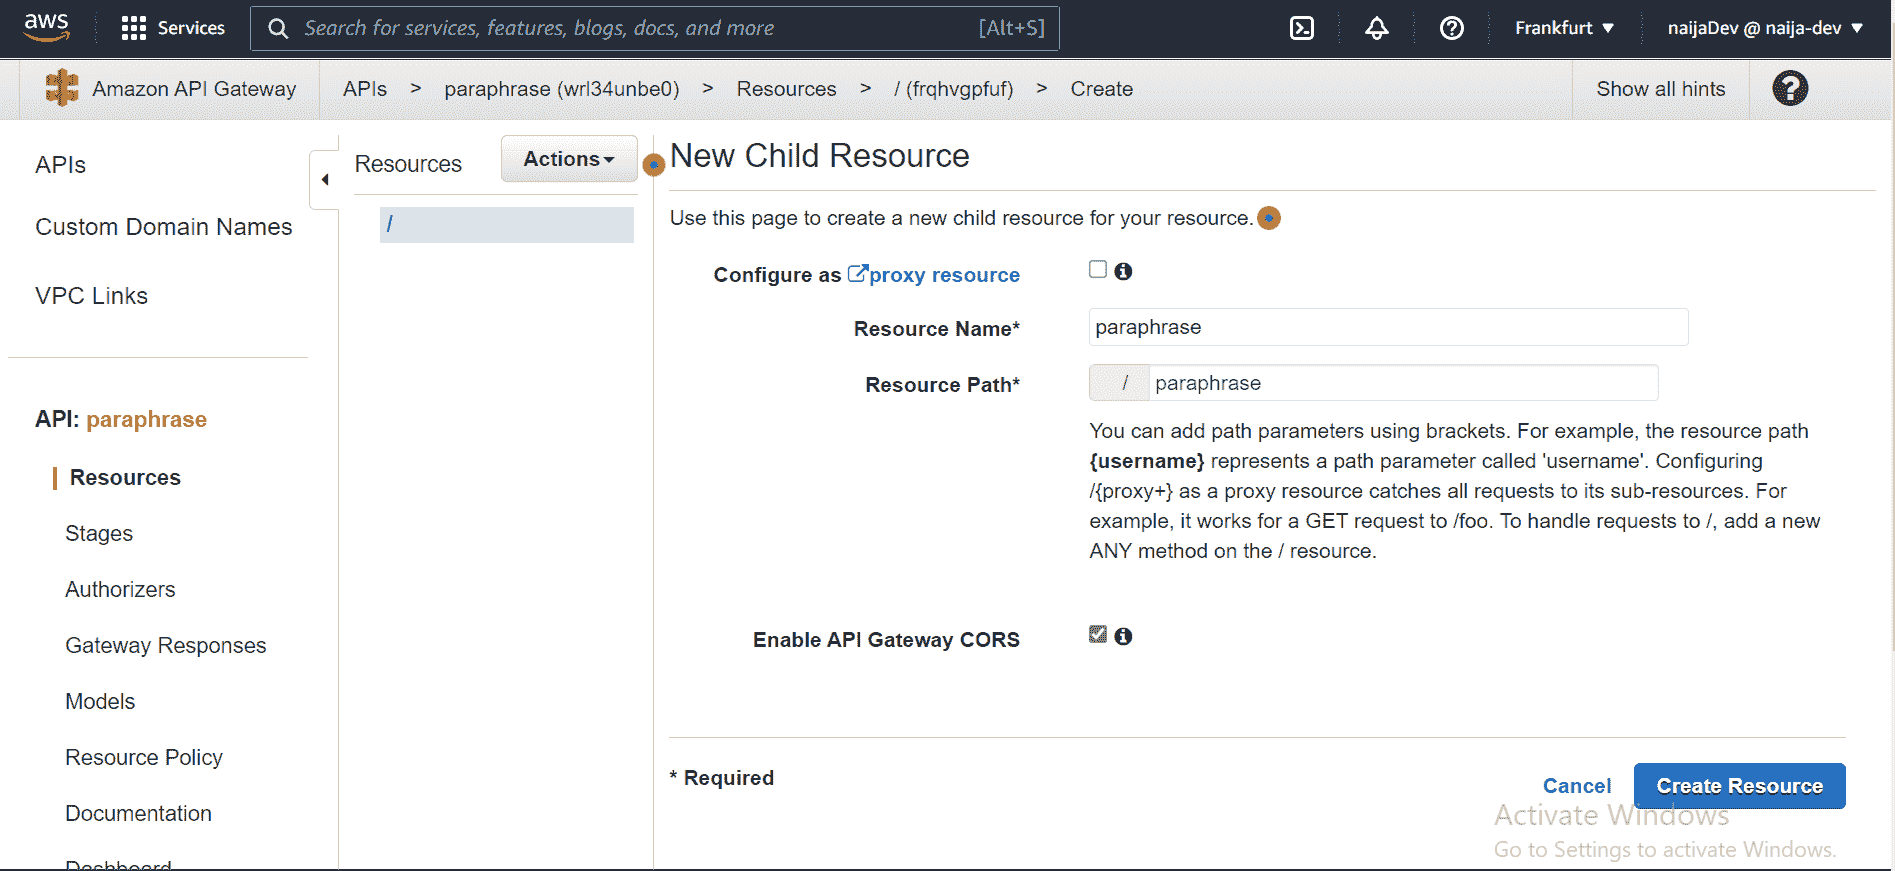 aws
Services
Search for services, features, blogs, docs, and more
[Alt+S]
Frankfurt ▼
naijaDev @ naija-dev ▼
Amazon API Gateway
APIs > paraphrase (wrl34unbe0) > Resources > / (frqhvgpfuf) > Create
Show all hints
APIs
Custom Domain Names
VPC Links
API: paraphrase
Resources
Stages
Authorizers
Gateway Responses
Models
Resource Policy
Documentation
Dashboard
Resources
Actions
/
New Child Resource
Use this page to create a new child resource for your resource.
Configure as proxy resource
Resource Name*
paraphrase
Resource Path*
/ paraphrase
You can add path parameters using brackets. For example, the resource path
{username} represents a path parameter called 'username'. Configuring
/{proxy+} as a proxy resource catches all requests to its sub-resources. For
example, it works for a GET request to /foo. To handle requests to /, add a new
ANY method on the / resource.
Enable API Gateway CORS
* Required
Cancel
Create Resource
Activate Windows
Go to Settings to activate Windows.